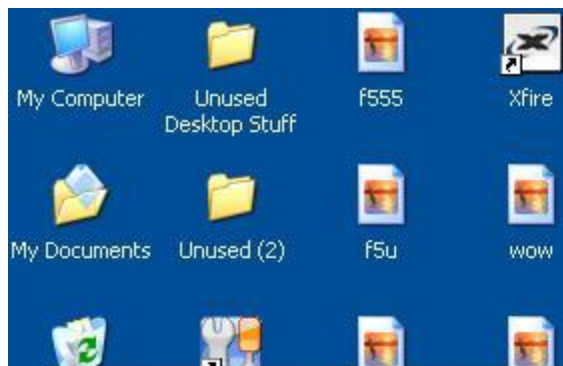 My Computer
Unused
Desktop Stuff
f555
Xfire
My Documents
Unused (2)
f5u
wow